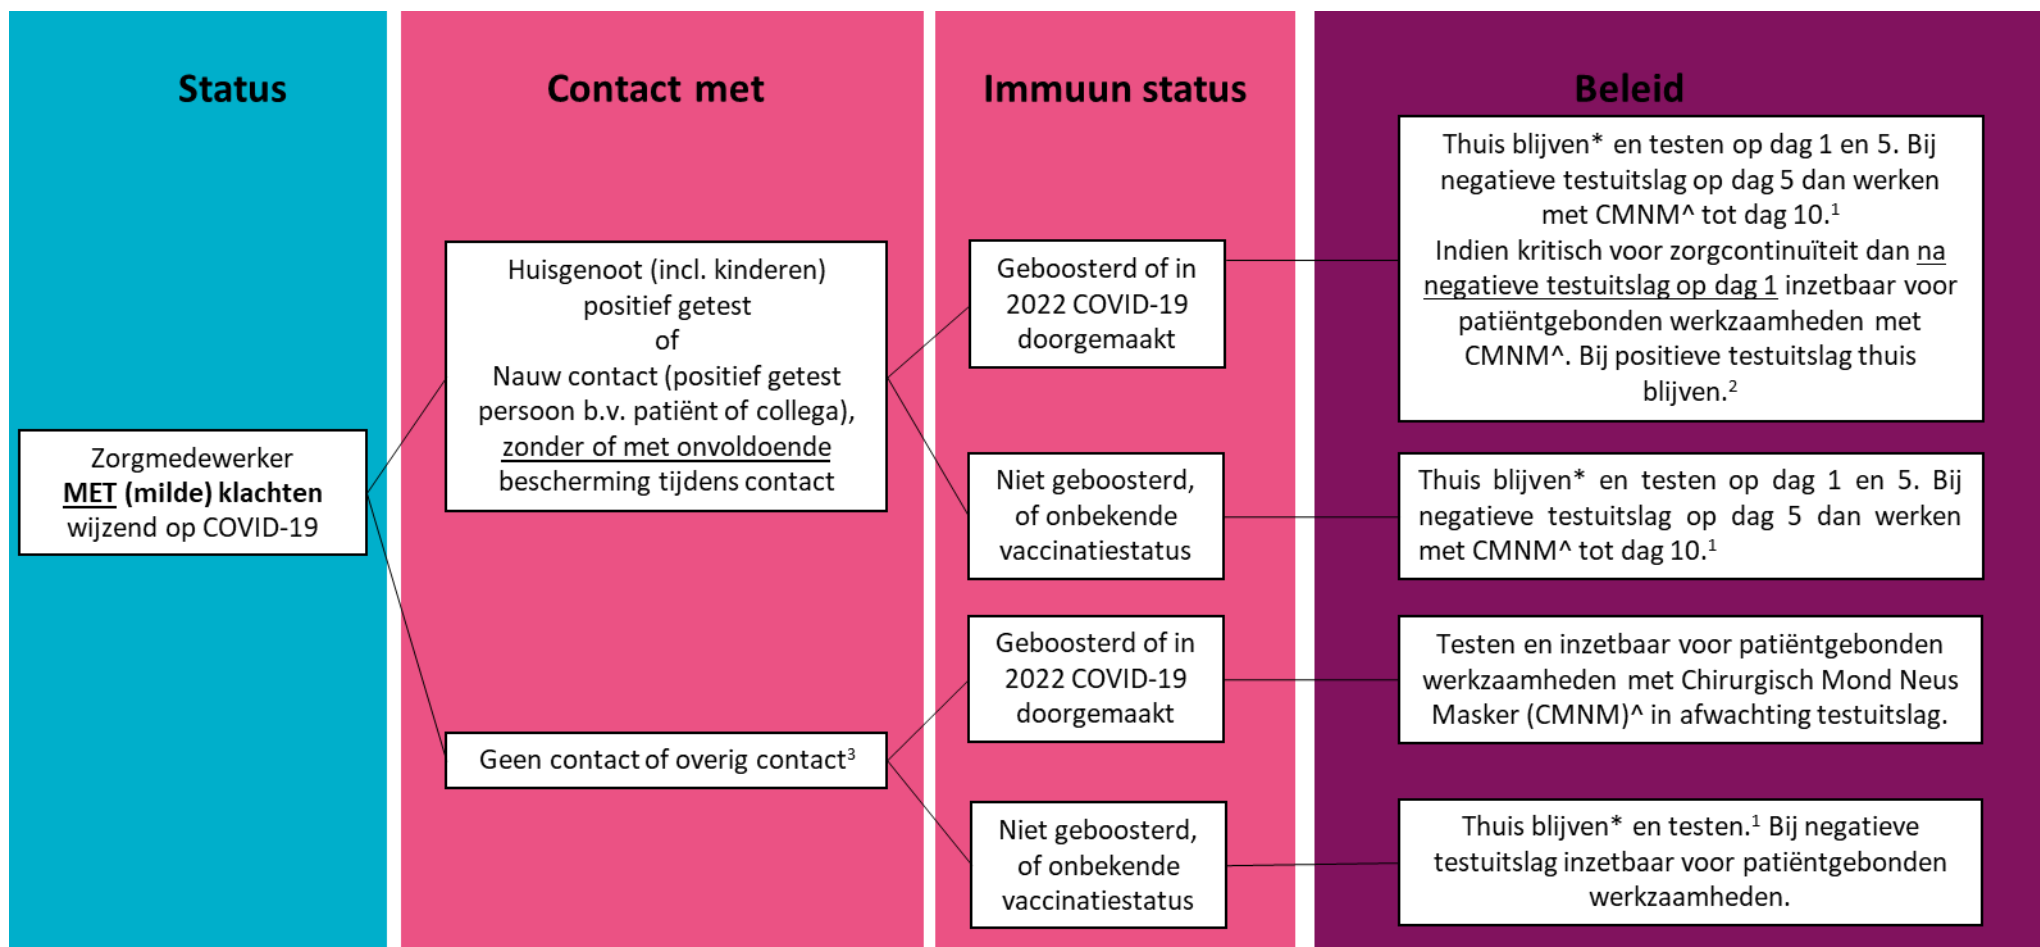 Status
Contact met
Immuun status
Beleid
Zorgmedewerker
MET (milde) klachten
wijzend op COVID-19
Huisgenoot (incl. kinderen)
positief getest
of
Nauw contact (positief getest
persoon b.v. patiënt of collega),
zonder of met onvoldoende
bescherming tijdens contact
Geen contact of overig contact³
Geboosterd of in
2022 COVID-19
doorgemaakt
Niet geboosterd,
of onbekende
vaccinatiestatus
Geboosterd of in
2022 COVID-19
doorgemaakt
Niet geboosterd,
of onbekende
vaccinatiestatus
Thuis blijven* en testen op dag 1 en 5. Bij
negatieve testuitslag op dag 5 dan werken
met CMNM^ tot dag 10.¹
Indien kritisch voor zorgcontinuïteit dan na
negatieve testuitslag op dag 1 inzetbaar voor
patiëntgebonden werkzaamheden met
CMNM^. Bij positieve testuitslag thuis
blijven.²
Thuis blijven* en testen op dag 1 en 5. Bij
negatieve testuitslag op dag 5 dan werken
met CMNM^ tot dag 10.¹
Testen en inzetbaar voor patiëntgebonden
werkzaamheden met Chirurgisch Mond Neus
Masker (CMNM)^ in afwachting testuitslag.
Thuis blijven* en testen.¹ Bij negatieve
testuitslag inzetbaar voor patiëntgebonden
werkzaamheden.